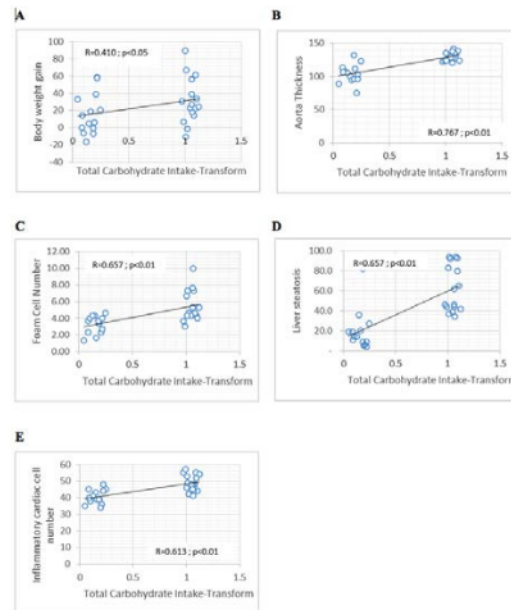 A
R=0.410 ; p<0.05
Body weight gain
100
80
60
40
20
0
-20
-40
0 0.5 1 1.5
Total Carbohydrate Intake-Transform
B
Aorta Thickness
150
100
50
0
R=0.767 ; p<0.01
0 0.5 1 1.5
Total Carbohydrate Intake-Transform
C
R=0.657 ; p<0.01
Foam Cell Number
12.00
10.00
8.00
6.00
4.00
2.00
0.00
0 0.5 1 1.5
Total Carbohydrate Intake-Transform
D
R=0.657 ; p<0.01
Liver steatosis
100.0
80.0
60.0
40.0
20.0
-
0 0.5 1 1.5
Total Carbohydrate Intake-Transform
E
Inflammatory cardiac cell
number
60
50
40
30
20
10
0
R=0.613 ; p<0.01
0 0.5 1 1.5
Total Carbohydrate Intake-Transform